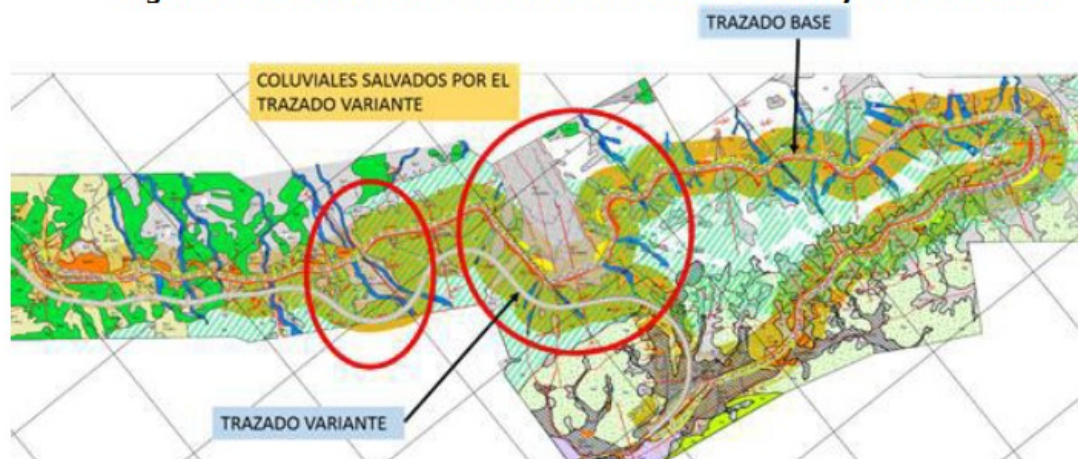 TRAZADO BASE
COLUVIALES SALVADOS POR EL
TRAZADO VARIANTE
TRAZADO VARIANTE